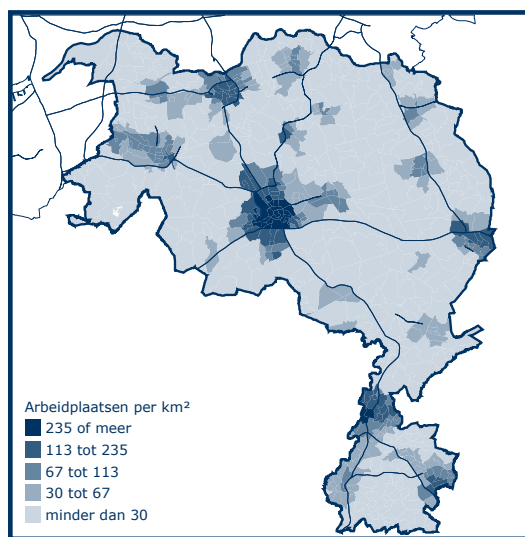 Arbeidplaatsen per km²
235 of meer
113 tot 235
67 tot 113
30 tot 67
minder dan 30